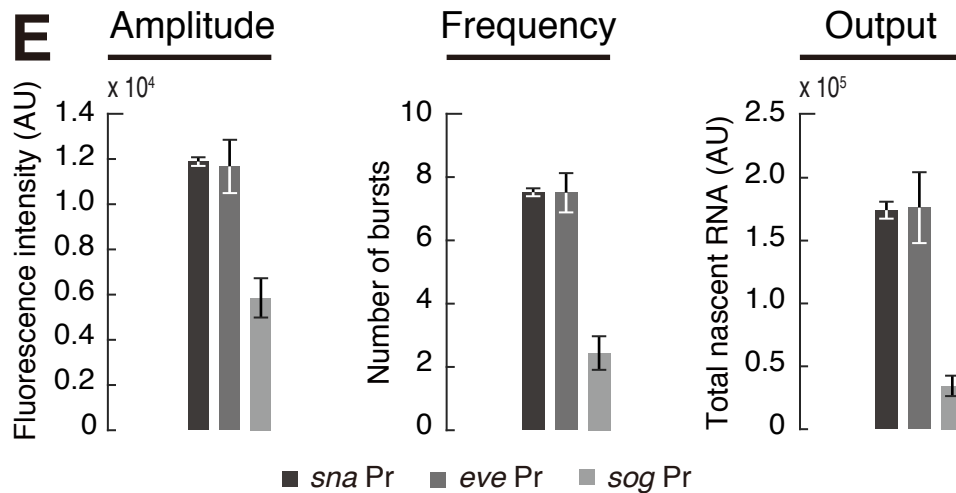 E
Amplitude
Frequency
Output
Fluorescence intensity (AU)
x 10⁴
1.4
1.2
1.0
0.8
0.6
0.4
0.2
0
Number of bursts
10
8
6
4
2
0
Total nascent RNA (AU)
x 10⁵
2.5
2.0
1.5
1.0
0.5
0
sna Pr
eve Pr
sog Pr